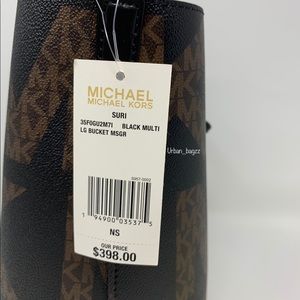 MICHAEL
MICHAEL KORS
SURI
35F0GU2M7I BLACK MULTI
LG BUCKET MSGR
Urban_bagzz
1 94900 03537 5
NS
OUR PRICE
$398.00